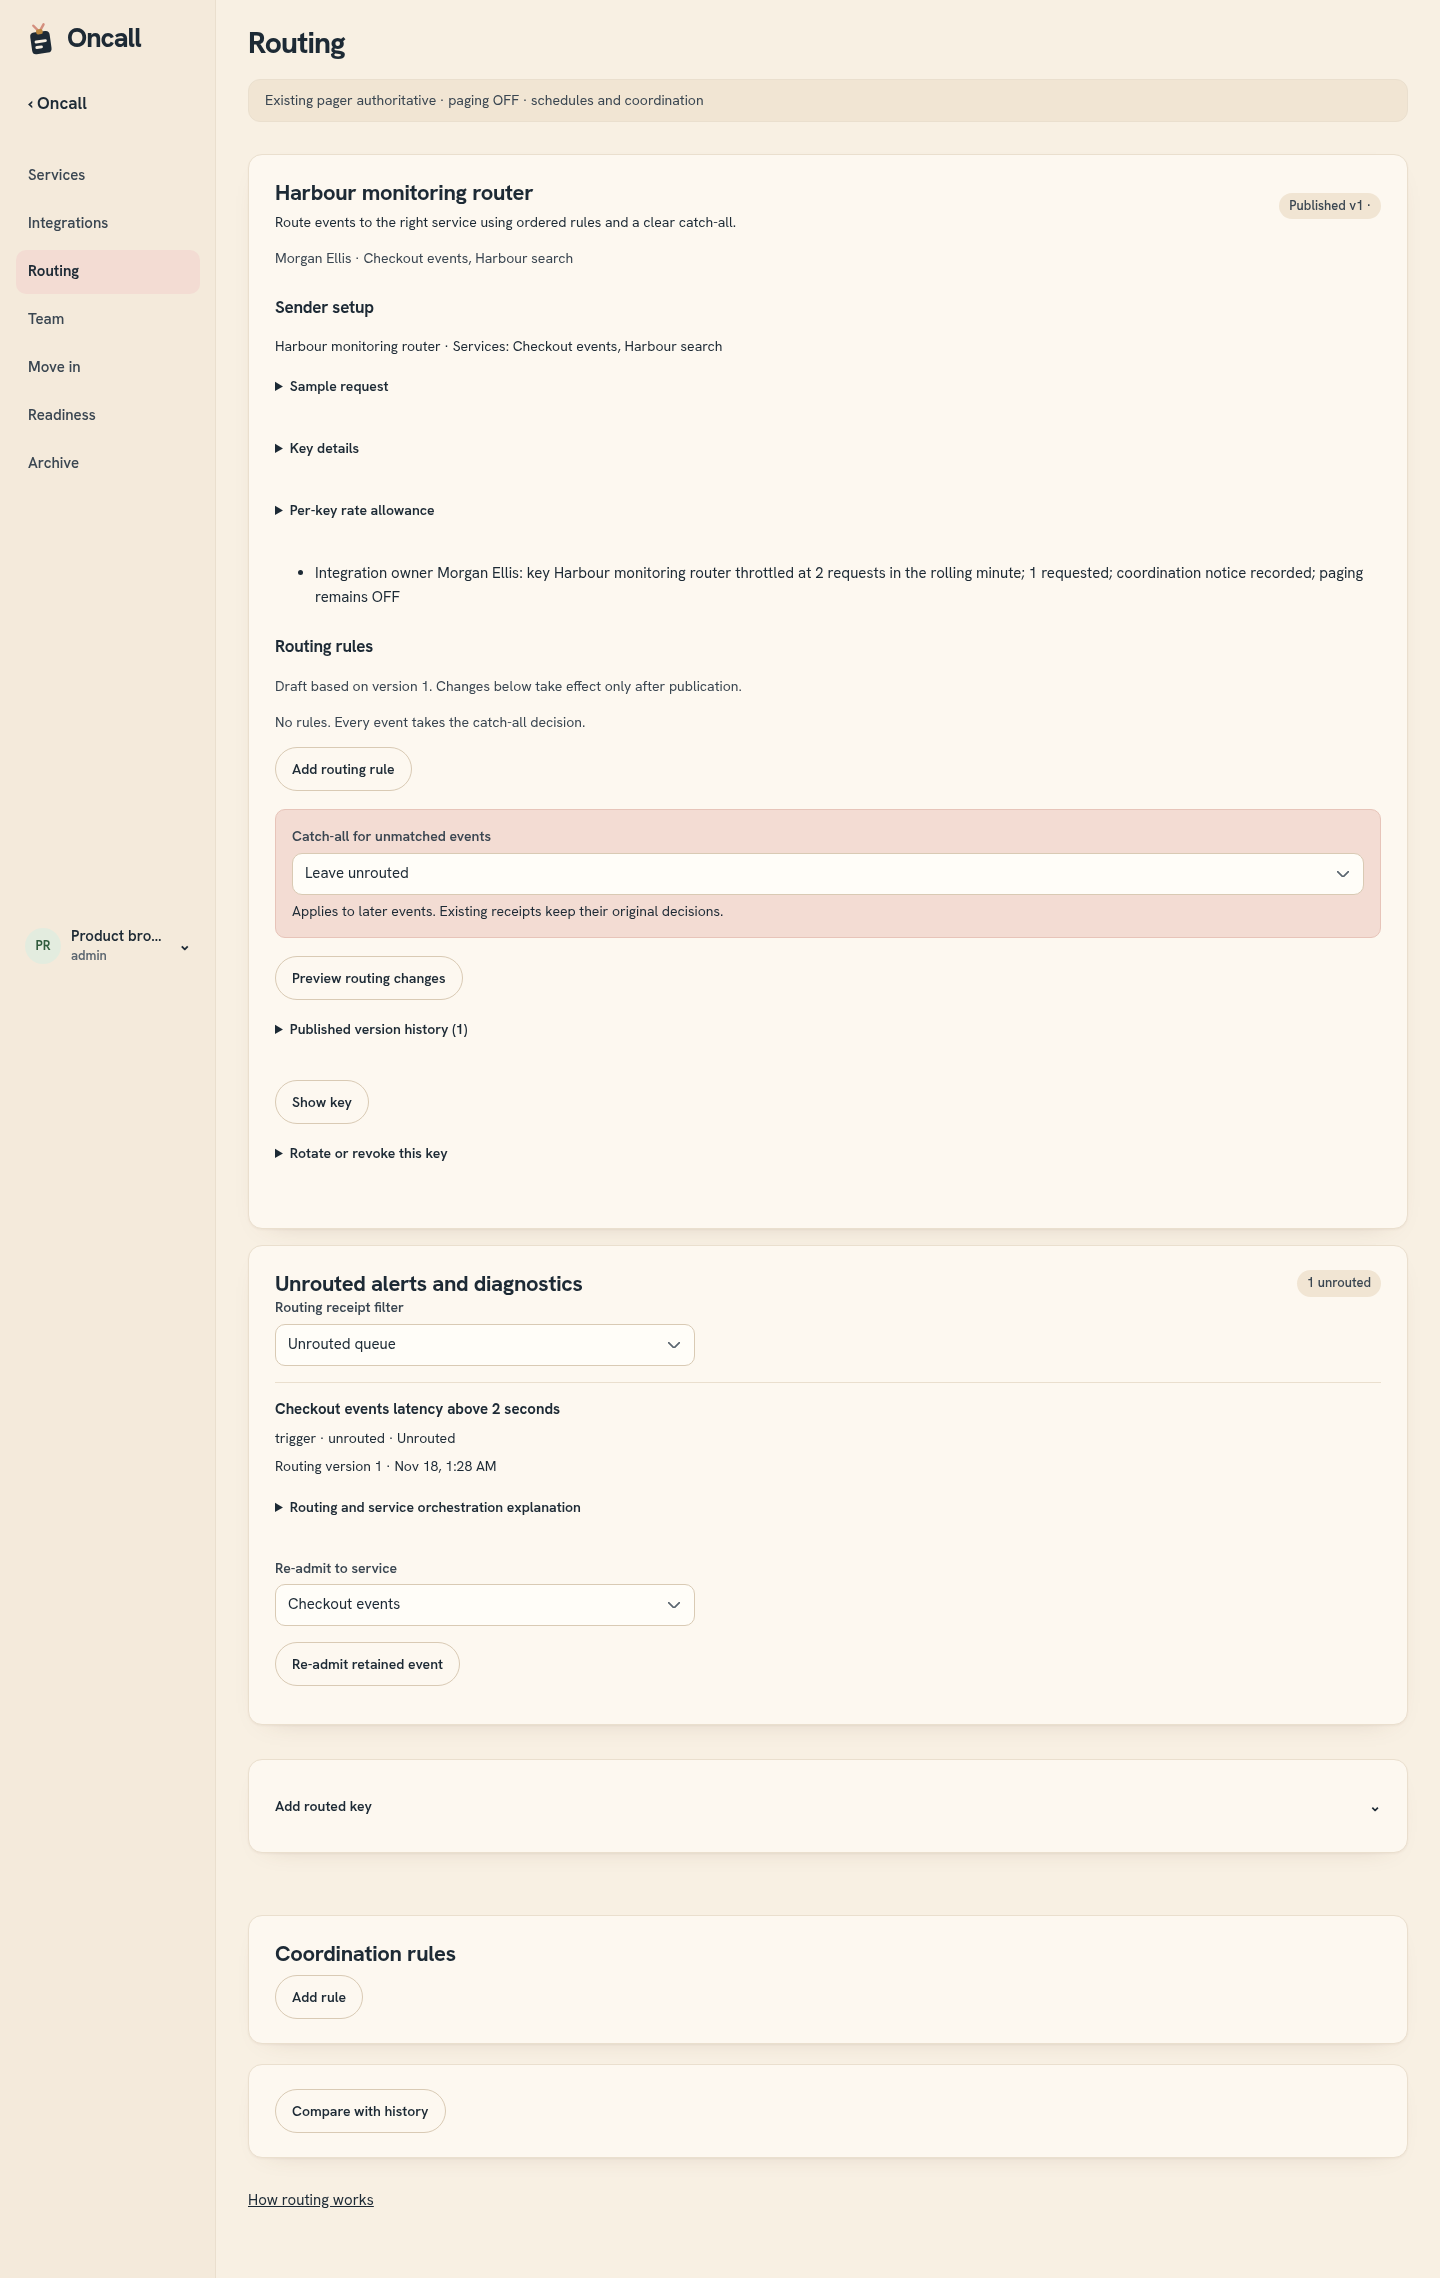 Oncall
‹ Oncall
Services
Integrations
Routing
Team
Move in
Readiness
Archive
PR
Product bro...
admin
Routing
Existing pager authoritative · paging OFF · schedules and coordination
Harbour monitoring router
Published v1 ·
Route events to the right service using ordered rules and a clear catch-all.
Morgan Ellis · Checkout events, Harbour search
Sender setup
Harbour monitoring router · Services: Checkout events, Harbour search
Sample request
Key details
Per-key rate allowance
• Integration owner Morgan Ellis: key Harbour monitoring router throttled at 2 requests in the rolling minute; 1 requested; coordination notice recorded; paging
remains OFF
Routing rules
Draft based on version 1. Changes below take effect only after publication.
No rules. Every event takes the catch-all decision.
Add routing rule
Catch-all for unmatched events
Leave unrouted
Applies to later events. Existing receipts keep their original decisions.
Preview routing changes
Published version history (1)
Show key
Rotate or revoke this key
Unrouted alerts and diagnostics
1 unrouted
Routing receipt filter
Unrouted queue
Checkout events latency above 2 seconds
trigger · unrouted · Unrouted
Routing version 1 · Nov 18, 1:28 AM
Routing and service orchestration explanation
Re-admit to service
Checkout events
Re-admit retained event
Add routed key
Coordination rules
Add rule
Compare with history
How routing works